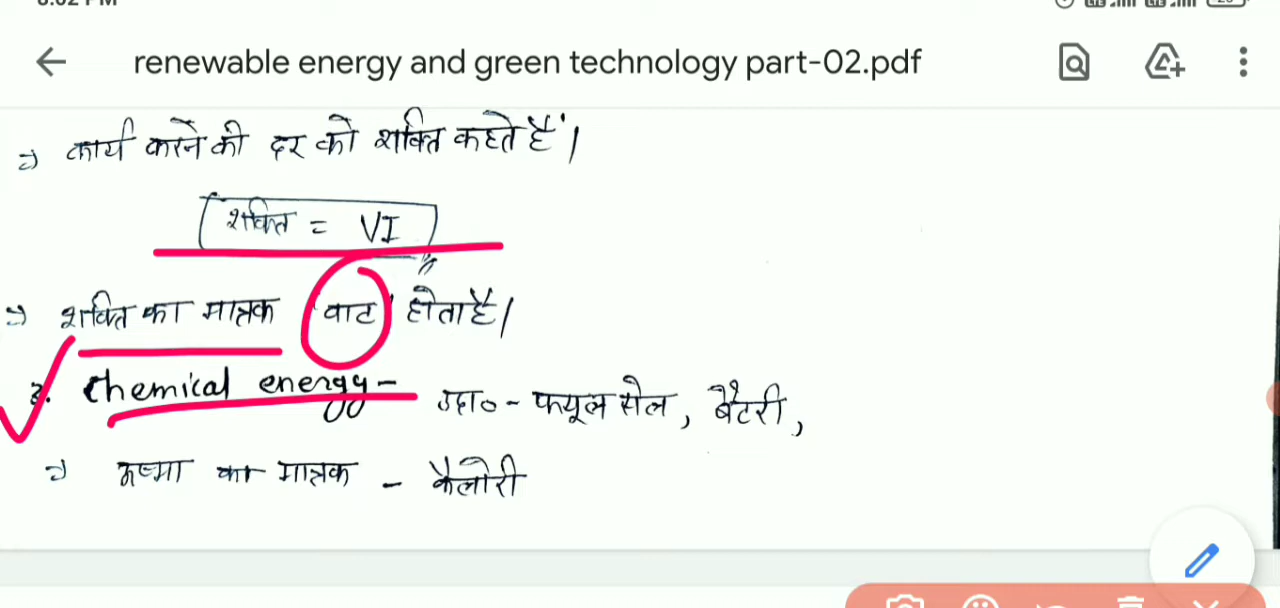 renewable energy and green technology part-02.pdf
=> कार्य करने की दर को शक्ति कहते हैं।
शक्ति = VI
=> शक्ति का मात्रक 'वाट' होता है।
3. Chemical energy - उदा० - फ्यूल सेल, बैटरी,
=> ऊष्मा का मात्रक - कैलोरी